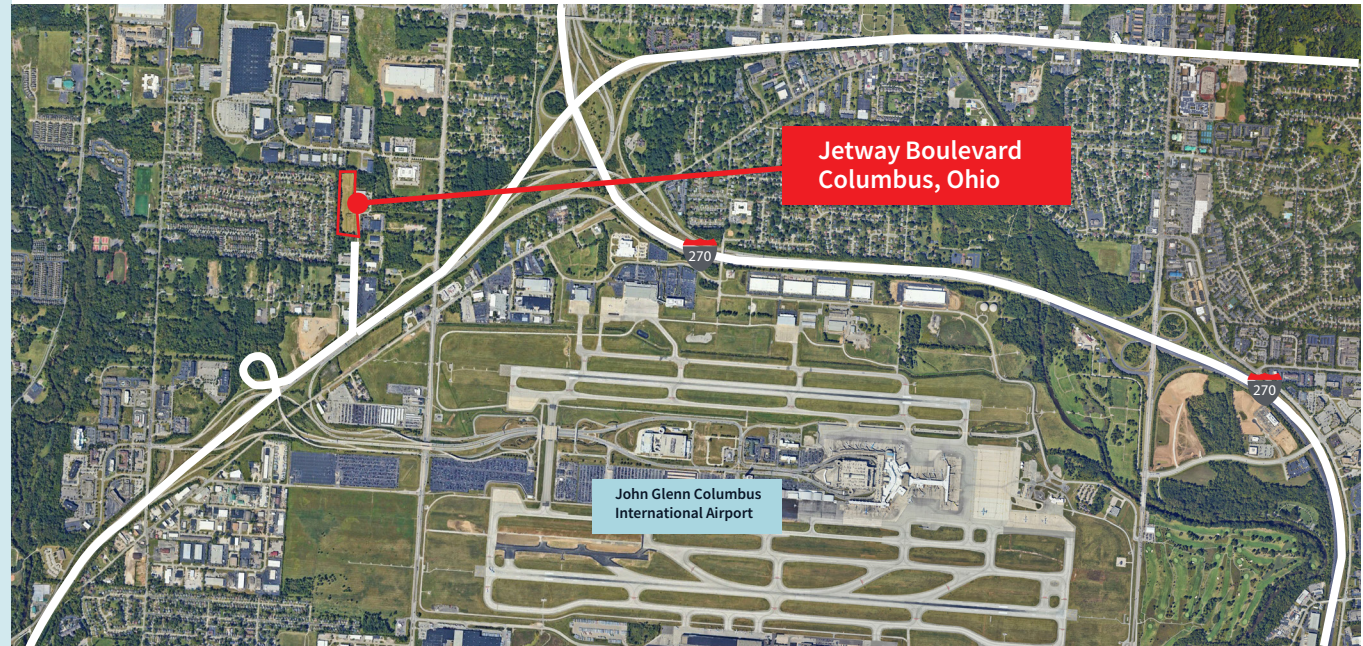 Jetway Boulevard
Columbus, Ohio
270
270
John Glenn Columbus
International Airport